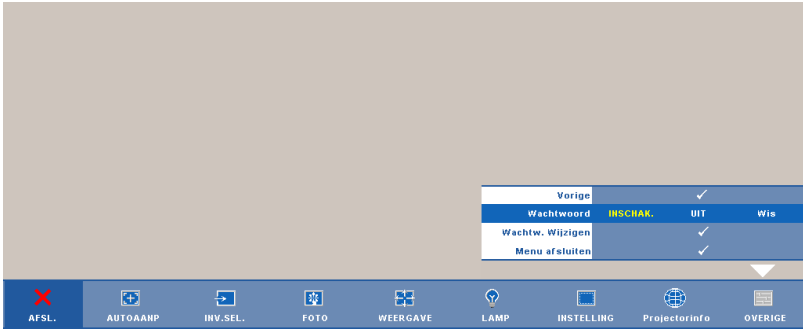 Vorige
Wachtwoord INSCHAK. UIT Wis
Wachtw. Wijzigen
Menu afsluiten
AFSL. AUTOAANP INV.SEL. FOTO WEERGAVE LAMP INSTELLING Projectorinfo OVERIGE